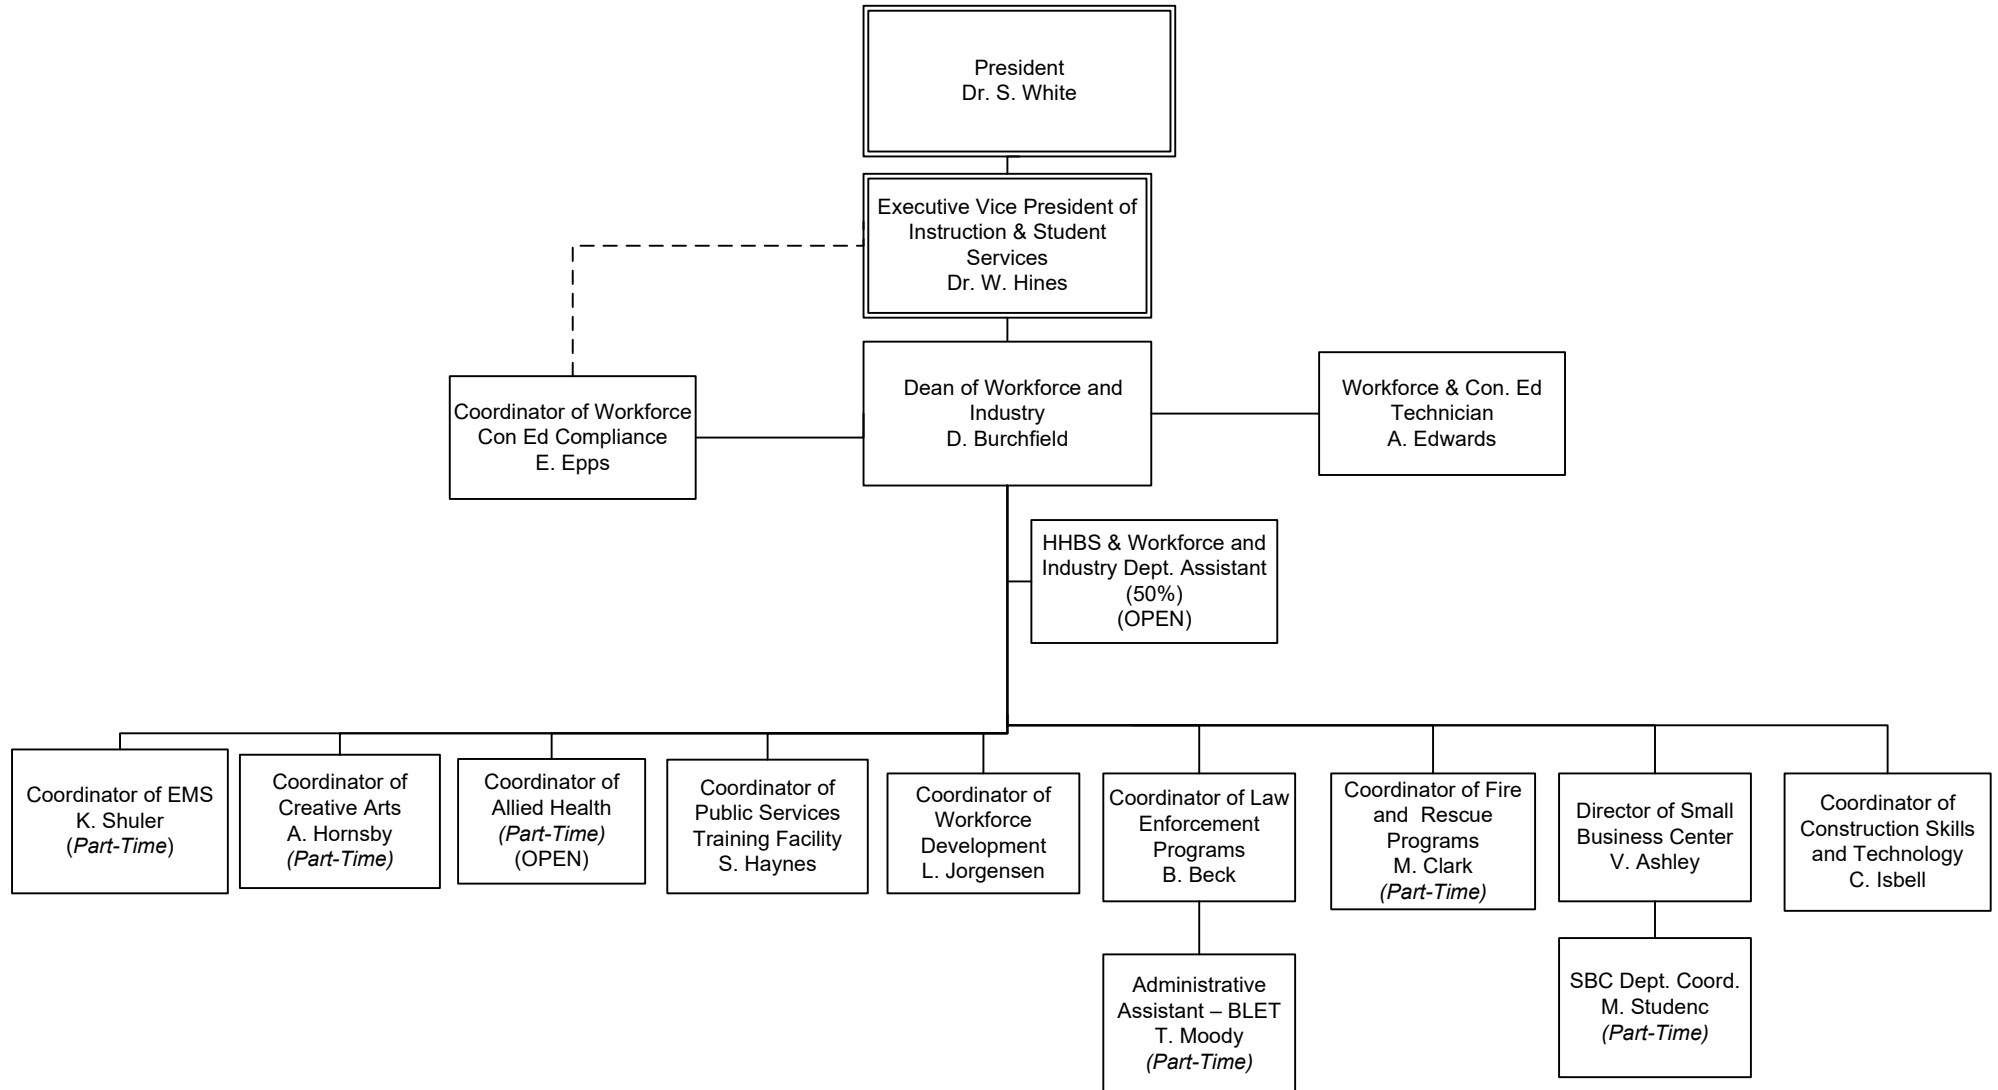 President
Dr. S. White
Executive Vice President of
Instruction & Student
Services
Dr. W. Hines
Coordinator of Workforce
Con Ed Compliance
E. Epps
Dean of Workforce and
Industry
D. Burchfield
Workforce & Con. Ed
Technician
A. Edwards
HHBS & Workforce and
Industry Dept. Assistant
(50%)
(OPEN)
Coordinator of EMS
K. Shuler
(Part-Time)
Coordinator of
Creative Arts
A. Hornsby
(Part-Time)
Coordinator of
Allied Health
(Part-Time)
(OPEN)
Coordinator of
Public Services
Training Facility
S. Haynes
Coordinator of
Workforce
Development
L. Jorgensen
Coordinator of Law
Enforcement
Programs
B. Beck
Coordinator of Fire
and Rescue
Programs
M. Clark
(Part-Time)
Director of Small
Business Center
V. Ashley
Coordinator of
Construction Skills
and Technology
C. Isbell
Administrative
Assistant – BLET
T. Moody
(Part-Time)
SBC Dept. Coord.
M. Studenc
(Part-Time)